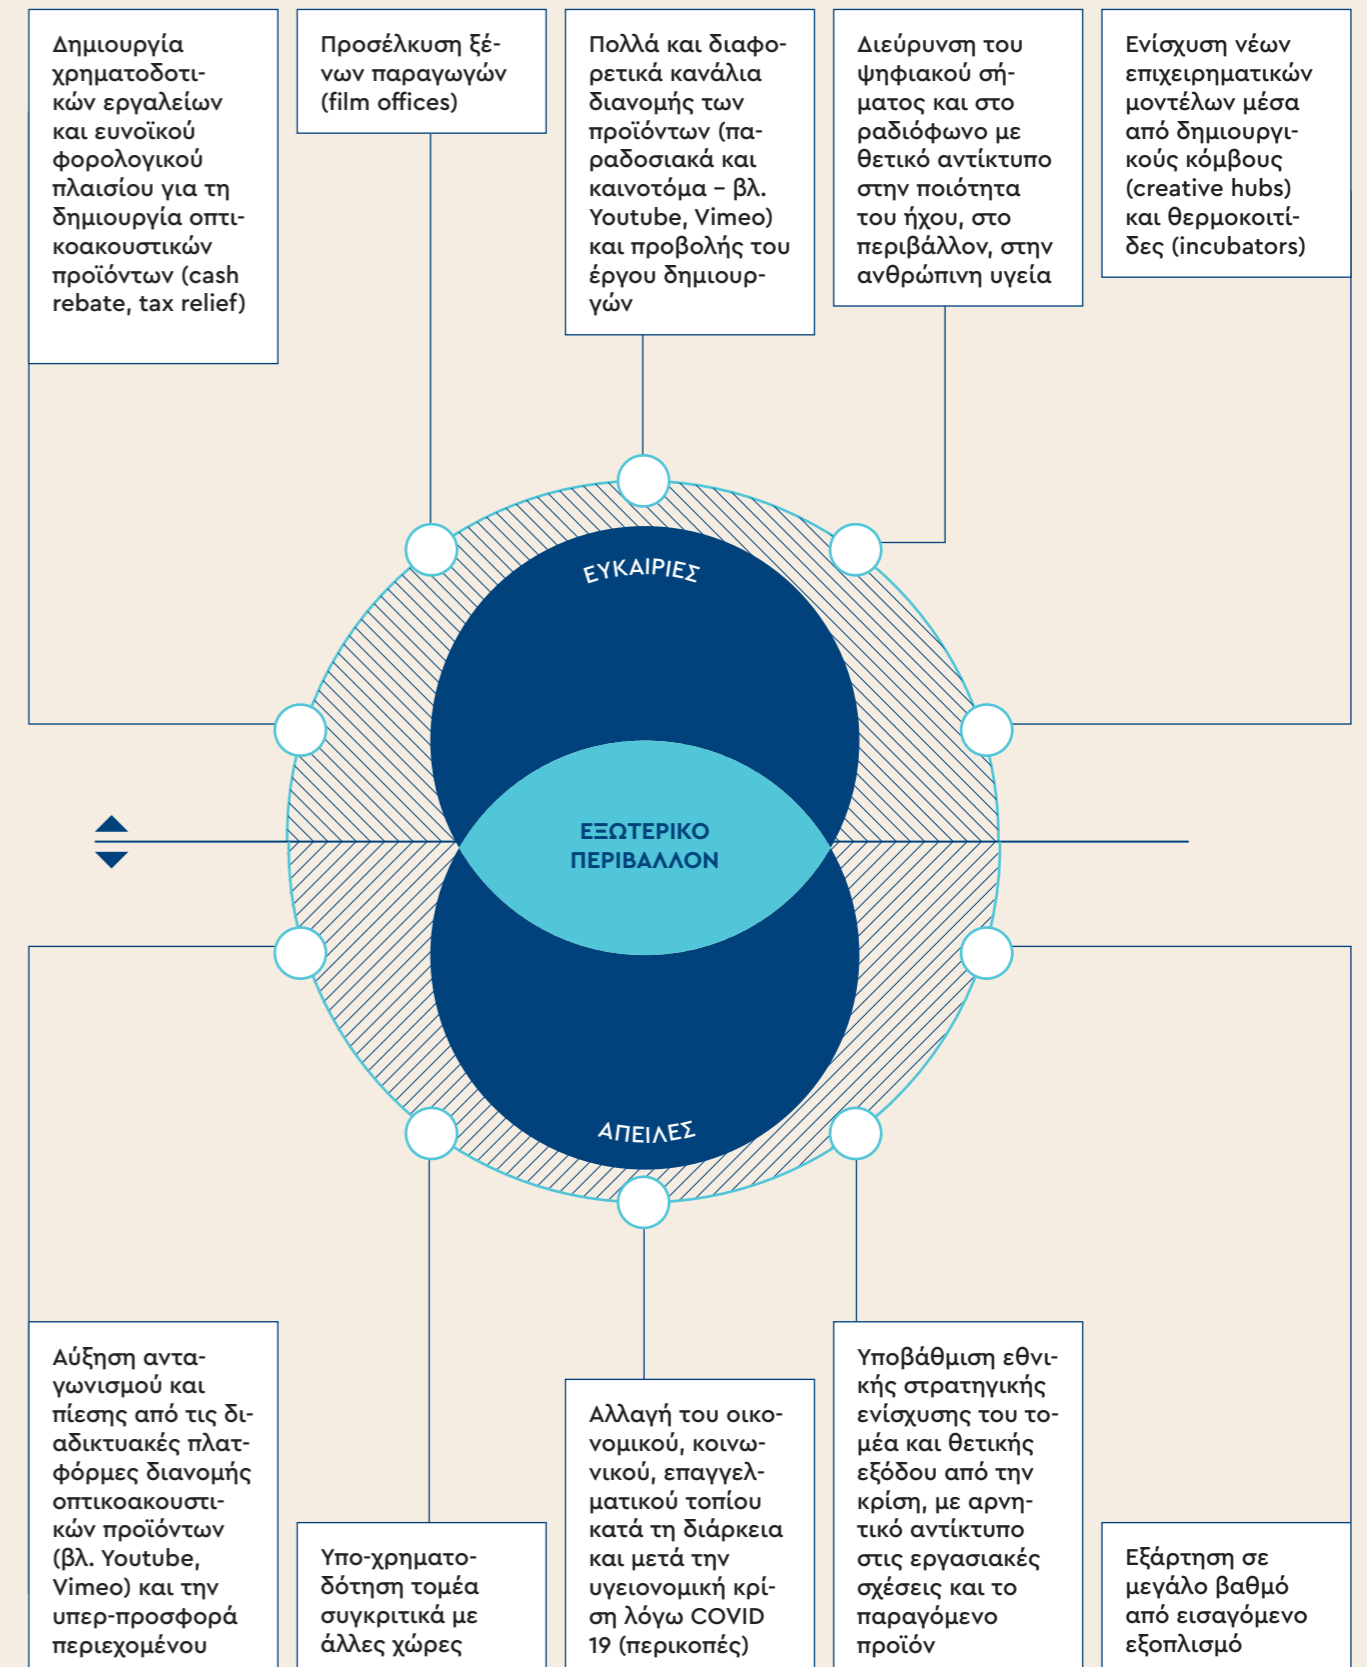 Δημιουργία
χρηματοδοτι-
κών εργαλείων
και ευνοϊκού
φορολογικού
πλαισίου για τη
δημιουργία οπτι-
κοακουστικών
προϊόντων (cash
rebate, tax relief)
Προσέλκυση ξέ-
νων παραγωγών
(film offices)
Πολλά και διαφο-
ρετικά κανάλια
διανομής των
προϊόντων (πα-
ραδοσιακά και
καινοτόμα – βλ.
Youtube, Vimeo)
και προβολής του
έργου δημιουρ-
γών
Διεύρυνση του
ψηφιακού σή-
ματος και στο
ραδιόφωνο με
θετικό αντίκτυπο
στην ποιότητα
του ήχου, στο
περιβάλλον, στην
ανθρώπινη υγεία
Ενίσχυση νέων
επιχειρηματικών
μοντέλων μέσα
από δημιουργι-
κούς κόμβους
(creative hubs)
και θερμοκοιτί-
δες (incubators)
ΕΥΚΑΙΡΙΕΣ
ΕΞΩΤΕΡΙΚΟ
ΠΕΡΙΒΑΛΛΟΝ
ΑΠΕΙΛΕΣ
Αύξηση αντα-
γωνισμού και
πίεσης από τις δι-
αδικτυακές πλατ-
φόρμες διανομής
οπτικοακουστι-
κών προϊόντων
(βλ. Youtube,
Vimeo) και την
υπερ-προσφορά
περιεχομένου
Υπο-χρηματο-
δότηση τομέα
συγκριτικά με
άλλες χώρες
Αλλαγή του οικο-
νομικού, κοινω-
νικού, επαγγελ-
ματικού τοπίου
κατά τη διάρκεια
και μετά την
υγειονομική κρί-
ση λόγω COVID
19 (περικοπές)
Υποβάθμιση εθνι-
κής στρατηγικής
ενίσχυσης του το-
μέα και θετικής
εξόδου από την
κρίση, με αρνη-
τικό αντίκτυπο
στις εργασιακές
σχέσεις και το
παραγόμενο
προϊόν
Εξάρτηση σε
μεγάλο βαθμό
από εισαγόμενο
εξοπλισμό